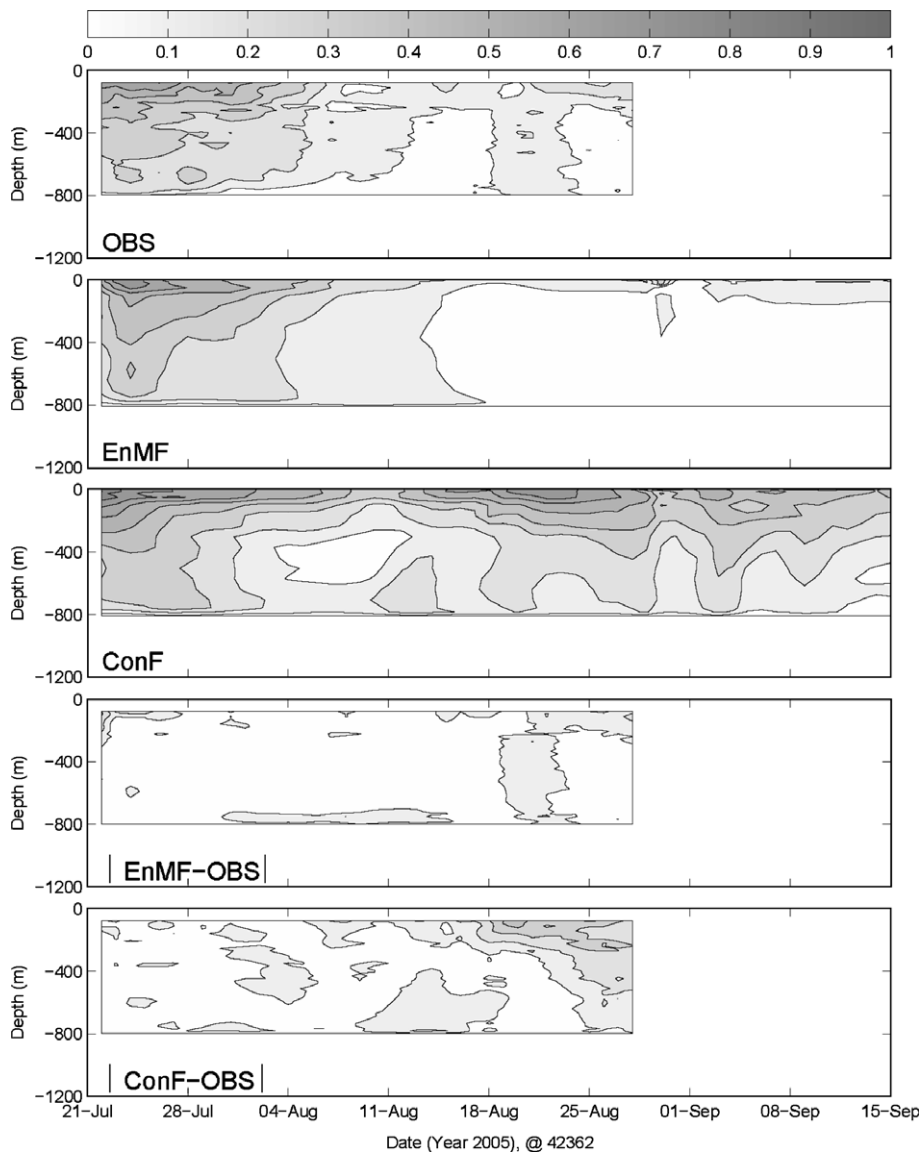 0 0.1 0.2 0.3 0.4 0.5 0.6 0.7 0.8 0.9 1
0
−400
−800
−1200
Depth (m)
OBS
0
−400
−800
−1200
Depth (m)
EnMF
0
−400
−800
−1200
Depth (m)
ConF
0
−400
−800
−1200
Depth (m)
| EnMF−OBS |
0
−400
−800
−1200
Depth (m)
| ConF−OBS |
21−Jul 28−Jul 04−Aug 11−Aug 18−Aug 25−Aug 01−Sep 08−Sep 15−Sep
Date (Year 2005), @ 42362